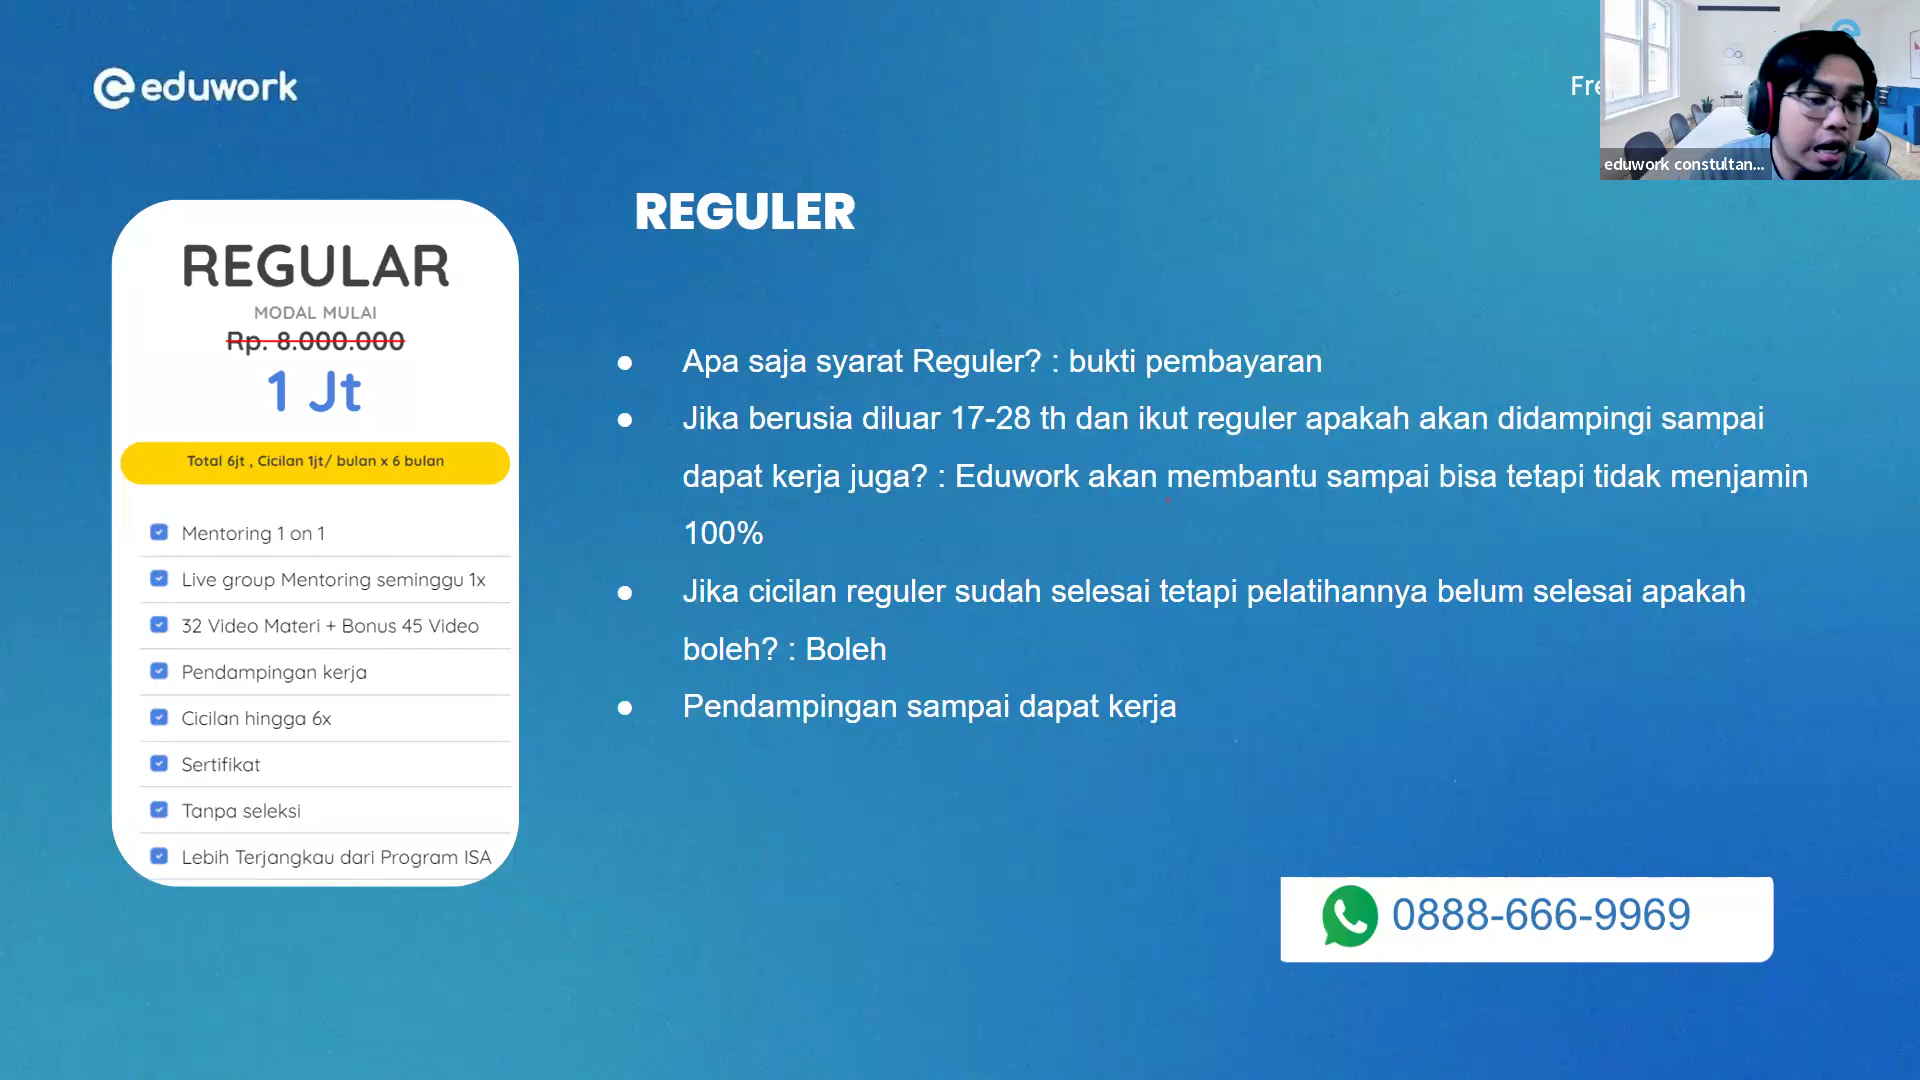 eduwork
Fre
eduwork constultan...
REGULER
REGULAR
MODAL MULAI
Rp. 8.000.000
1 Jt
Total 6jt , Cicilan 1jt/ bulan x 6 bulan
Mentoring 1 on 1
Live group Mentoring seminggu 1x
32 Video Materi + Bonus 45 Video
Pendampingan kerja
Cicilan hingga 6x
Sertifikat
Tanpa seleksi
Lebih Terjangkau dari Program ISA
● Apa saja syarat Reguler? : bukti pembayaran
● Jika berusia diluar 17-28 th dan ikut reguler apakah akan didampingi sampai
dapat kerja juga? : Eduwork akan membantu sampai bisa tetapi tidak menjamin
100%
● Jika cicilan reguler sudah selesai tetapi pelatihannya belum selesai apakah
boleh? : Boleh
● Pendampingan sampai dapat kerja
0888-666-9969